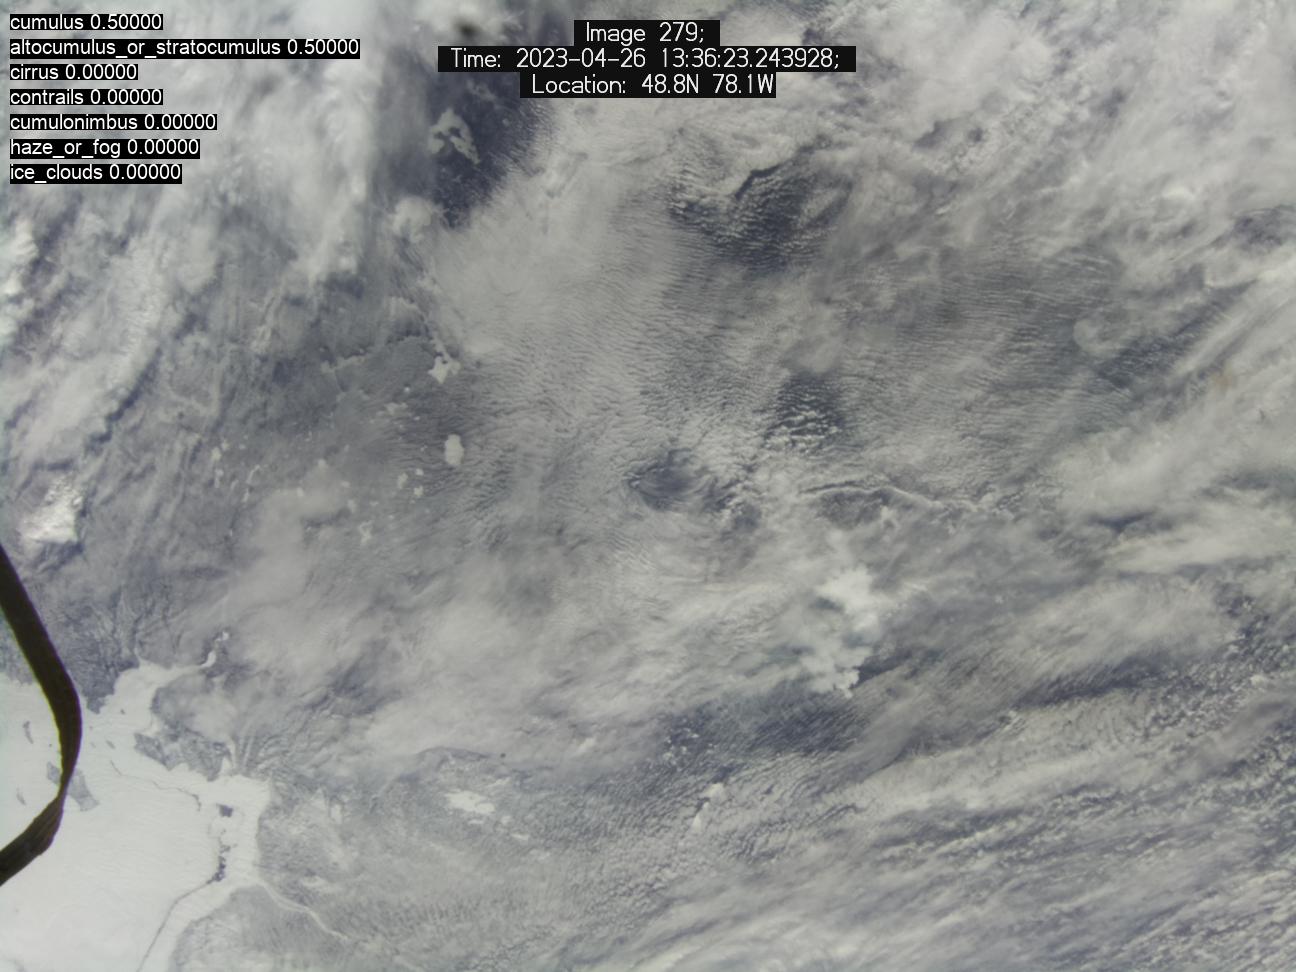 cumulus 0.50000
altocumulus_or_stratocumulus 0.50000
cirrus 0.00000
contrails 0.00000
cumulonimbus 0.00000
haze_or_fog 0.00000
ice_clouds 0.00000
Image 279;
Time: 2023-04-26 13:36:23.243928;
Location: 48.8N 78.1W